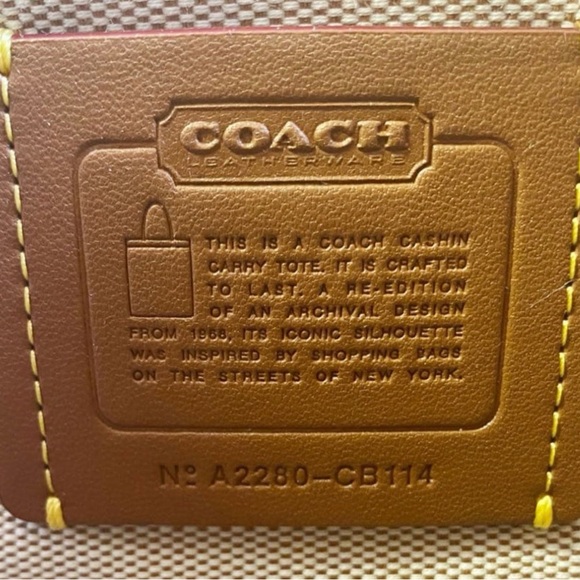 COACH
LEATHERWARE
THIS IS A COACH CASHIN
CARRY TOTE. IT IS CRAFTED
TO LAST. A RE-EDITION
OF AN ARCHIVAL DESIGN
FROM 1968, ITS ICONIC SILHOUETTE
WAS INSPIRED BY SHOPPING BAGS
ON THE STREETS OF NEW YORK.
Nº A2280-CB114